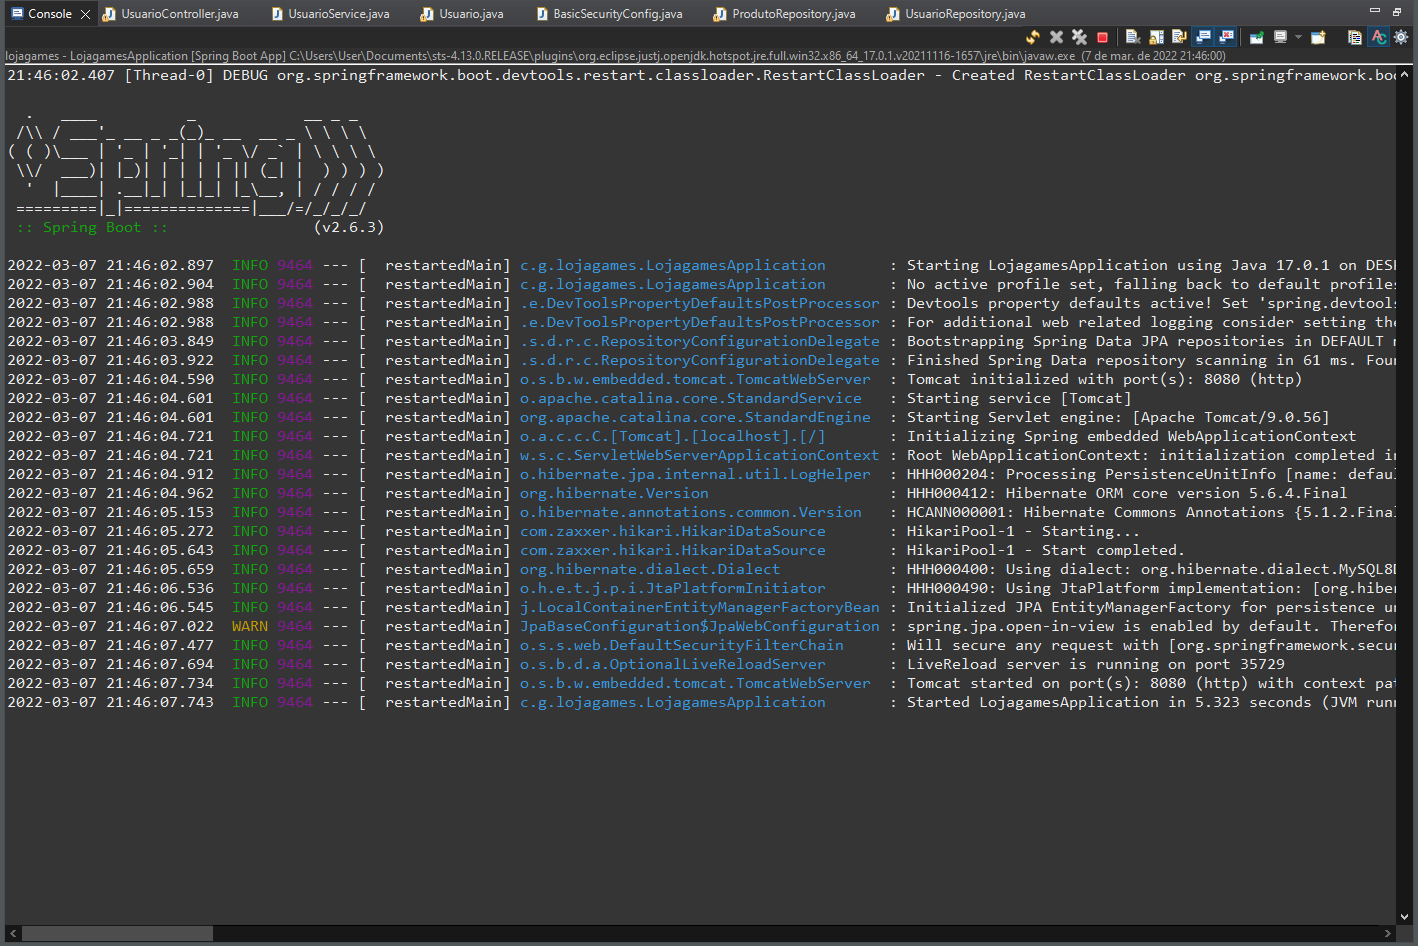 Console
UsuarioController.java
UsuarioService.java
Usuario.java
BasicSecurityConfig.java
ProdutoRepository.java
UsuarioRepository.java
lojagames - LojagamesApplication [Spring Boot App] C:\Users\User\Documents\sts-4.13.0.RELEASE\plugins\org.eclipse.justj.openjdk.hotspot.jre.full.win32.x86_64_17.0.1.v20211116-1657\jre\bin\javaw.exe (7 de mar. de 2022 21:46:00)
21:46:02.407 [Thread-0] DEBUG org.springframework.boot.devtools.restart.classloader.RestartClassLoader - Created RestartClassLoader org.springframework.boo
  .   ____          _            __ _ _
 /\\ / ___'_ __ _ _(_)_ __  __ _ \ \ \ \
( ( )\___ | '_ | '_| | '_ \/ _` | \ \ \ \
 \\/  ___)| |_)| | | | | || (_| |  ) ) ) )
  '  |____| .__|_| |_|_| |_\__, | / / / /
 =========|_|==============|___/=/_/_/_/
 :: Spring Boot ::                (v2.6.3)
2022-03-07 21:46:02.897  INFO 9464 --- [  restartedMain] c.g.lojagames.LojagamesApplication       : Starting LojagamesApplication using Java 17.0.1 on DESK
2022-03-07 21:46:02.904  INFO 9464 --- [  restartedMain] c.g.lojagames.LojagamesApplication       : No active profile set, falling back to default profiles
2022-03-07 21:46:02.988  INFO 9464 --- [  restartedMain] .e.DevToolsPropertyDefaultsPostProcessor : Devtools property defaults active! Set 'spring.devtools
2022-03-07 21:46:02.988  INFO 9464 --- [  restartedMain] .e.DevToolsPropertyDefaultsPostProcessor : For additional web related logging consider setting the
2022-03-07 21:46:03.849  INFO 9464 --- [  restartedMain] .s.d.r.c.RepositoryConfigurationDelegate : Bootstrapping Spring Data JPA repositories in DEFAULT m
2022-03-07 21:46:03.922  INFO 9464 --- [  restartedMain] .s.d.r.c.RepositoryConfigurationDelegate : Finished Spring Data repository scanning in 61 ms. Foun
2022-03-07 21:46:04.590  INFO 9464 --- [  restartedMain] o.s.b.w.embedded.tomcat.TomcatWebServer  : Tomcat initialized with port(s): 8080 (http)
2022-03-07 21:46:04.601  INFO 9464 --- [  restartedMain] o.apache.catalina.core.StandardService   : Starting service [Tomcat]
2022-03-07 21:46:04.601  INFO 9464 --- [  restartedMain] org.apache.catalina.core.StandardEngine  : Starting Servlet engine: [Apache Tomcat/9.0.56]
2022-03-07 21:46:04.721  INFO 9464 --- [  restartedMain] o.a.c.c.C.[Tomcat].[localhost].[/]       : Initializing Spring embedded WebApplicationContext
2022-03-07 21:46:04.721  INFO 9464 --- [  restartedMain] w.s.c.ServletWebServerApplicationContext : Root WebApplicationContext: initialization completed in
2022-03-07 21:46:04.912  INFO 9464 --- [  restartedMain] o.hibernate.jpa.internal.util.LogHelper  : HHH000204: Processing PersistenceUnitInfo [name: defau
2022-03-07 21:46:04.962  INFO 9464 --- [  restartedMain] org.hibernate.Version                    : HHH000412: Hibernate ORM core version 5.6.4.Final
2022-03-07 21:46:05.153  INFO 9464 --- [  restartedMain] o.hibernate.annotations.common.Version   : HCANN000001: Hibernate Commons Annotations {5.1.2.Final
2022-03-07 21:46:05.272  INFO 9464 --- [  restartedMain] com.zaxxer.hikari.HikariDataSource       : HikariPool-1 - Starting...
2022-03-07 21:46:05.643  INFO 9464 --- [  restartedMain] com.zaxxer.hikari.HikariDataSource       : HikariPool-1 - Start completed.
2022-03-07 21:46:05.659  INFO 9464 --- [  restartedMain] org.hibernate.dialect.Dialect            : HHH000400: Using dialect: org.hibernate.dialect.MySQL8D
2022-03-07 21:46:06.536  INFO 9464 --- [  restartedMain] o.h.e.t.j.p.i.JtaPlatformInitiator       : HHH000490: Using JtaPlatform implementation: [org.hiber
2022-03-07 21:46:06.545  INFO 9464 --- [  restartedMain] j.LocalContainerEntityManagerFactoryBean : Initialized JPA EntityManagerFactory for persistence un
2022-03-07 21:46:07.022  WARN 9464 --- [  restartedMain] JpaBaseConfiguration$JpaWebConfiguration : spring.jpa.open-in-view is enabled by default. Therefor
2022-03-07 21:46:07.477  INFO 9464 --- [  restartedMain] o.s.s.web.DefaultSecurityFilterChain     : Will secure any request with [org.springframework.secur
2022-03-07 21:46:07.694  INFO 9464 --- [  restartedMain] o.s.b.d.a.OptionalLiveReloadServer       : LiveReload server is running on port 35729
2022-03-07 21:46:07.734  INFO 9464 --- [  restartedMain] o.s.b.w.embedded.tomcat.TomcatWebServer  : Tomcat started on port(s): 8080 (http) with context pat
2022-03-07 21:46:07.743  INFO 9464 --- [  restartedMain] c.g.lojagames.LojagamesApplication       : Started LojagamesApplication in 5.323 seconds (JVM runn